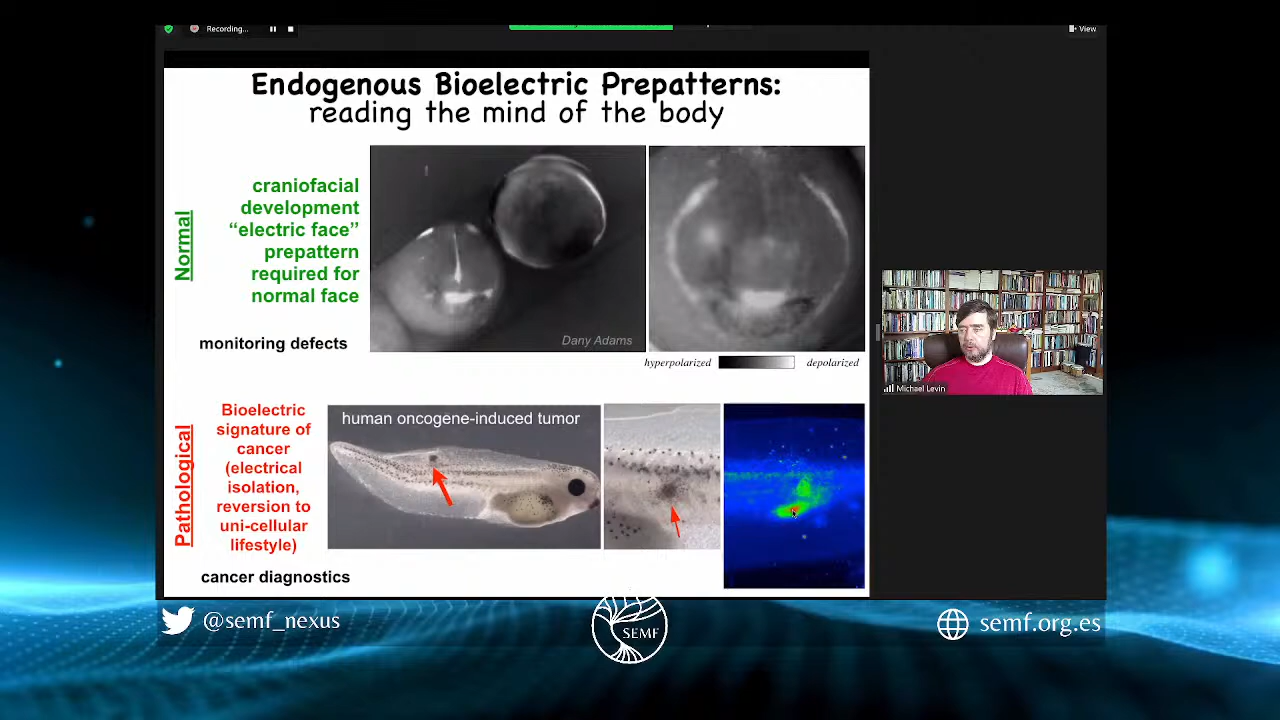 Recording...
View
Endogenous Bioelectric Prepatterns:
reading the mind of the body
Normal
craniofacial
development
“electric face”
prepattern
required for
normal face
monitoring defects
Dany Adams
hyperpolarized
depolarized
Michael Levin
Pathological
Bioelectric
signature of
cancer
(electrical
isolation,
reversion to
uni-cellular
lifestyle)
cancer diagnostics
human oncogene-induced tumor
@semf_nexus
SEMF
semf.org.es